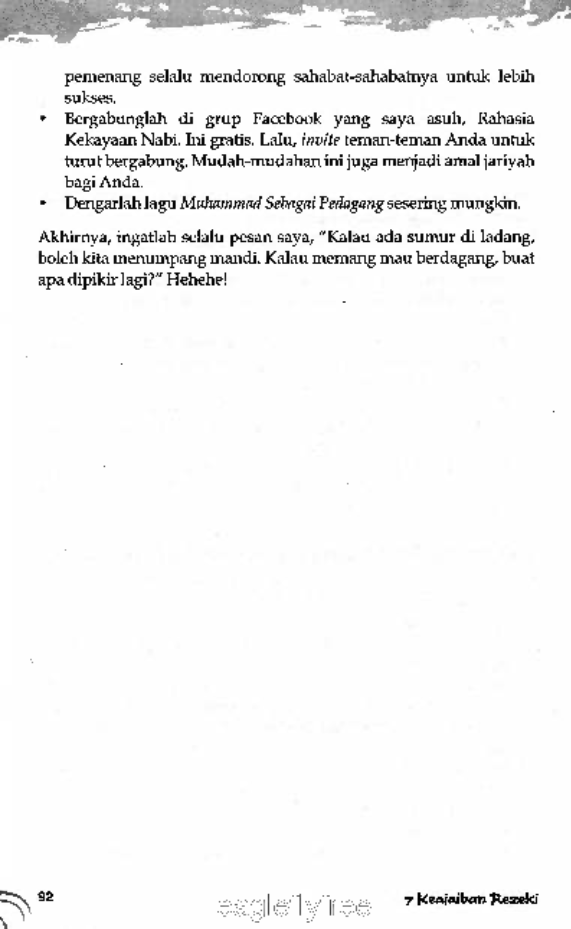 pemenang selalu mendorong sahabat-sahabatnya untuk lebih
sukses.
• Bergabunglah di grup Facebook yang saya asuh, Rahasia
Kekayaan Nabi. Ini gratis. Lalu, invite teman-teman Anda untuk
turut bergabung. Mudah-mudahan ini juga menjadi amal jariyah
bagi Anda.
• Dengarlah lagu Muhammad Sebagai Pedagang sesering mungkin.
Akhirnya, ingatlah selalu pesan saya, “Kalau ada sumur di ladang,
boleh kita menumpang mandi. Kalau memang mau berdagang, buat
apa dipikir lagi?” Hehehe!
92
eagle1yfree
7 Keajaiban Rezeki